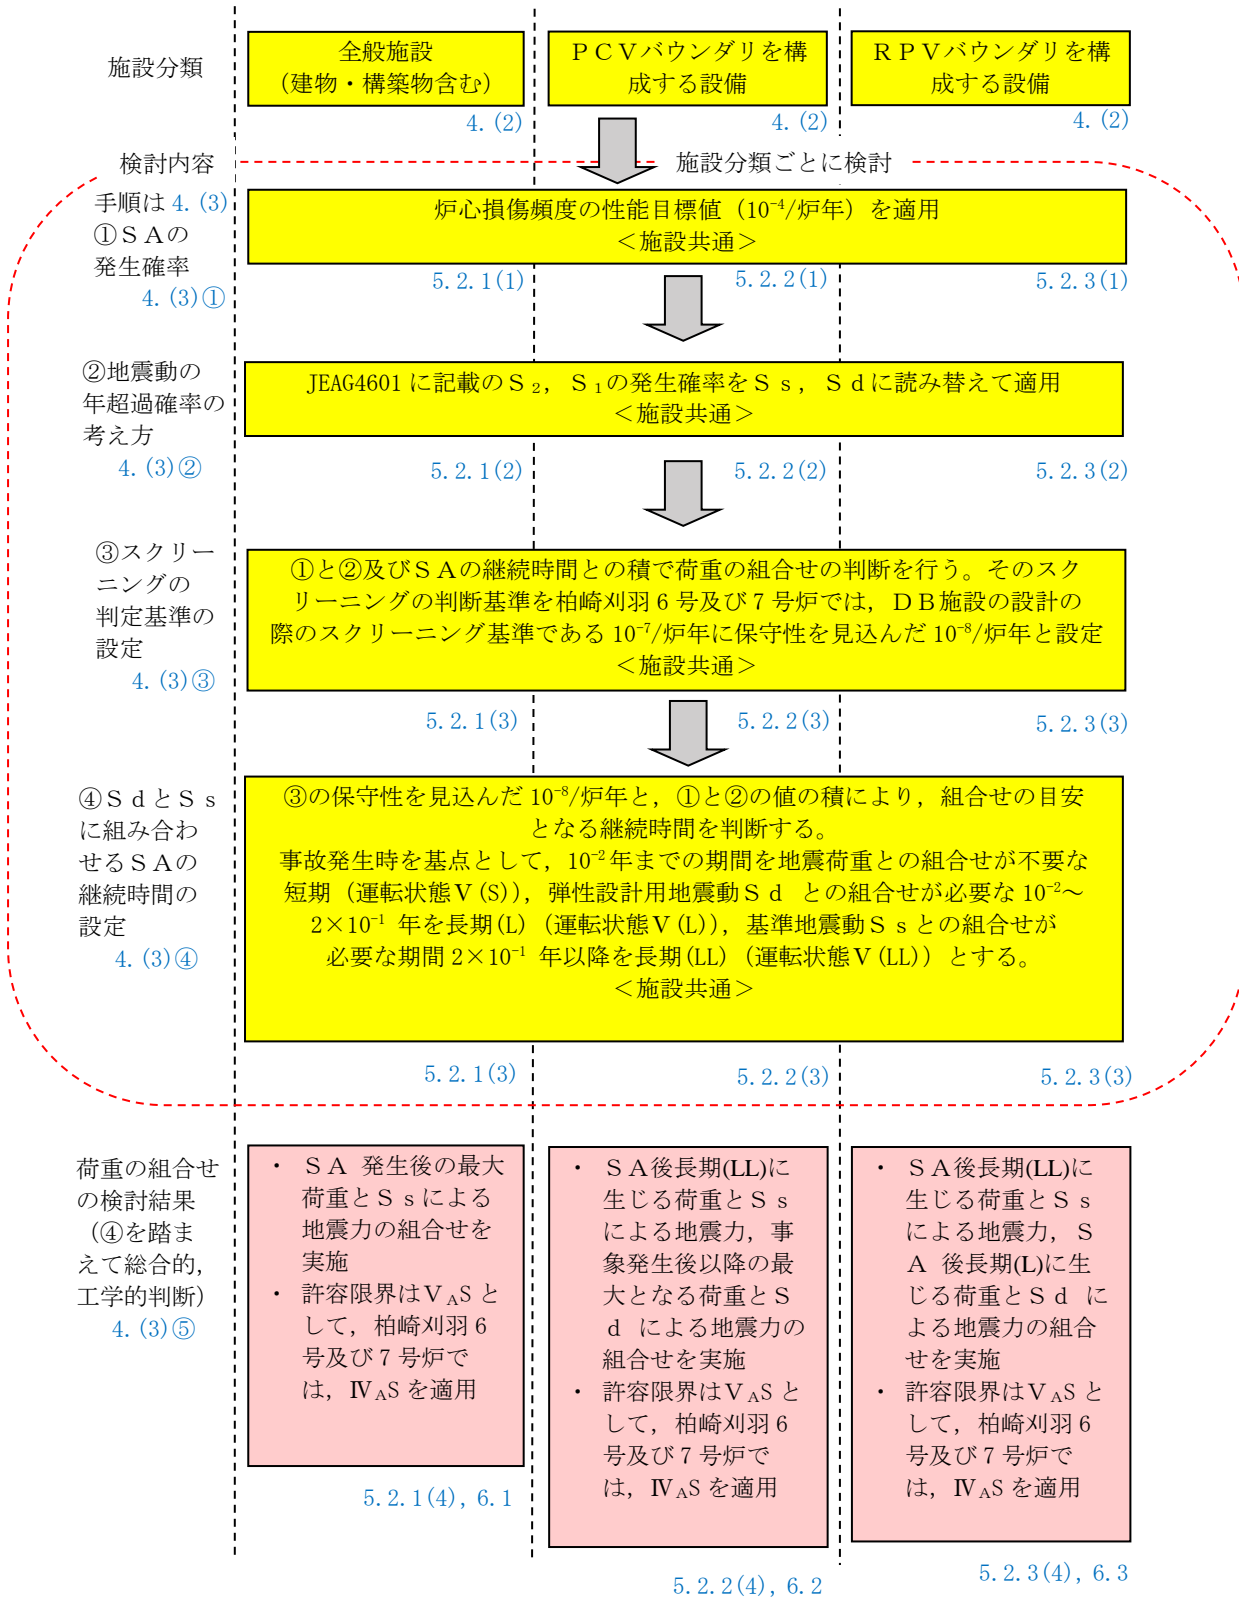 施設分類
全般施設
(建物・構築物含む)
4. (2)
ＰＣＶバウンダリを構
成する設備
4. (2)
ＲＰＶバウンダリを構
成する設備
4. (2)
検討内容
施設分類ごとに検討
手順は 4. (3)
①ＳＡの
発生確率
4. (3)①
炉心損傷頻度の性能目標値（10⁻⁴/炉年）を適用
＜施設共通＞
5.2.1(1)
5.2.2(1)
5.2.3(1)
②地震動の
年超過確率の
考え方
4. (3)②
JEAG4601 に記載のＳ₂，Ｓ₁の発生確率をＳｓ，Ｓｄに読み替えて適用
＜施設共通＞
5.2.1(2)
5.2.2(2)
5.2.3(2)
③スクリー
ニングの
判定基準の
設定
4. (3)③
①と②及びＳＡの継続時間との積で荷重の組合せの判断を行う。そのスク
リーニングの判断基準を柏崎刈羽 6 号及び 7 号炉では，ＤＢ施設の設計の
際のスクリーニング基準である 10⁻⁷/炉年に保守性を見込んだ 10⁻⁸/炉年と設定
＜施設共通＞
5.2.1(3)
5.2.2(3)
5.2.3(3)
④ＳｄとＳｓ
に組み合わ
せるＳＡの
継続時間の
設定
4. (3)④
③の保守性を見込んだ 10⁻⁸/炉年と，①と②の値の積により，組合せの目安
となる継続時間を判断する。
事故発生時を基点として，10⁻² 年までの期間を地震荷重との組合せが不要な
短期（運転状態Ⅴ(S)），弾性設計用地震動Ｓｄ との組合せが必要な 10⁻²～
2×10⁻¹ 年を長期(L)（運転状態Ⅴ(L)），基準地震動Ｓｓとの組合せが
必要な期間 2×10⁻¹ 年以降を長期(LL)（運転状態Ⅴ(LL)）とする。
＜施設共通＞
5.2.1(3)
5.2.2(3)
5.2.3(3)
荷重の組合せ
の検討結果
（④を踏ま
えて総合的，
工学的判断）
4. (3)⑤
・ ＳＡ 発生後の最大
荷重とＳｓによる
地震力の組合せを
実施
・ 許容限界はⅤAS と
して，柏崎刈羽 6
号及び 7 号炉で
は，ⅣAS を適用
5.2.1(4), 6.1
・ ＳＡ後長期(LL)に
生じる荷重とＳｓ
による地震力，事
象発生後以降の最
大となる荷重とＳ
ｄ による地震力の
組合せを実施
・ 許容限界はⅤAS と
して，柏崎刈羽 6
号及び 7 号炉で
は，ⅣAS を適用
5.2.2(4), 6.2
・ ＳＡ後長期(LL)に
生じる荷重とＳｓ
による地震力，Ｓ
Ａ 後長期(L)に生
じる荷重とＳｄ に
よる地震力の組合
せを実施
・ 許容限界はⅤAS と
して，柏崎刈羽 6
号及び 7 号炉で
は，ⅣAS を適用
5.2.3(4), 6.3